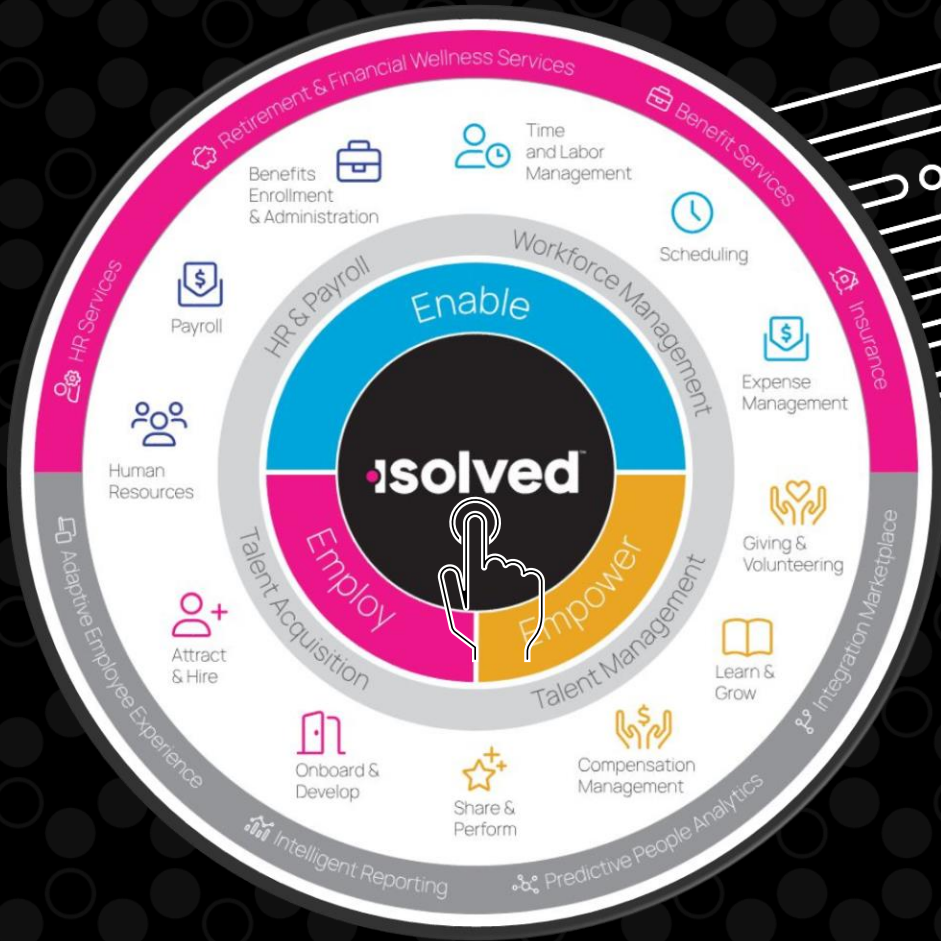 Retirement & Financial Wellness Services
Benefit Services
Insurance
HR Services
Benefits
Enrollment
& Administration
Time
and Labor
Management
Scheduling
Payroll
Expense
Management
Human
Resources
Giving &
Volunteering
Attract
& Hire
Learn &
Grow
Onboard &
Develop
Share &
Perform
Compensation
Management
HR & Payroll
Workforce Management
Talent Acquisition
Talent Management
Enable
Employ
Empower
isolved™
Adaptive Employee Experience
Intelligent Reporting
Predictive People Analytics
Integration Marketplace